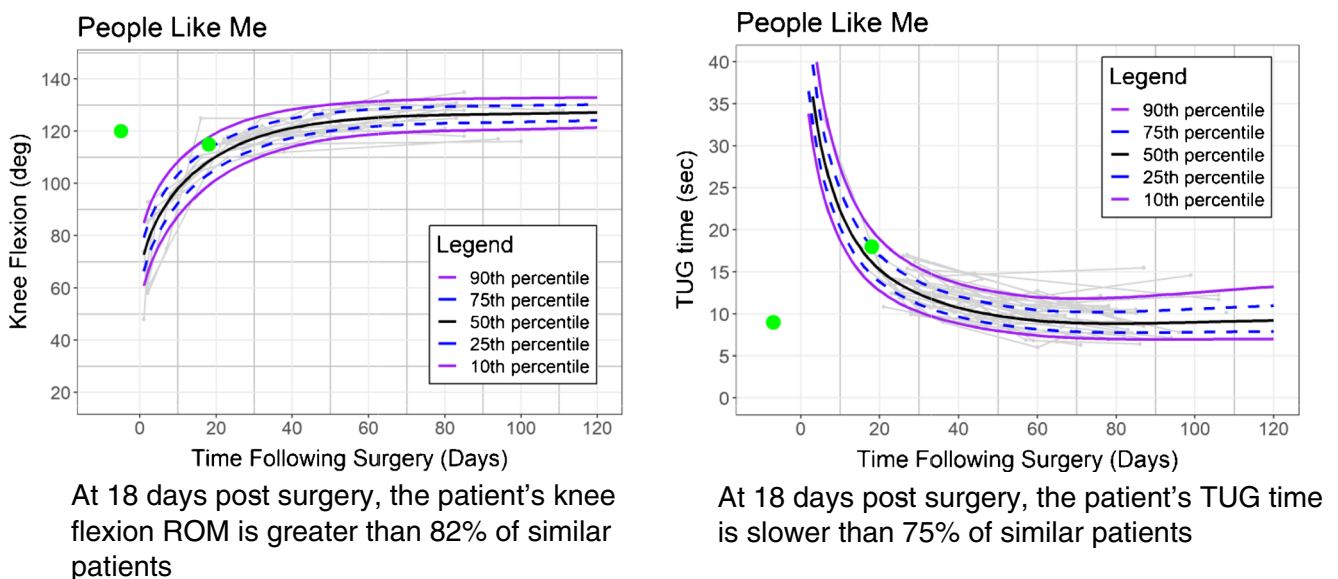 People Like Me
Knee Flexion (deg)
140
120
100
80
60
40
20
0 20 40 60 80 100 120
Time Following Surgery (Days)
Legend
90th percentile
75th percentile
50th percentile
25th percentile
10th percentile
At 18 days post surgery, the patient's knee
flexion ROM is greater than 82% of similar
patients
People Like Me
TUG time (sec)
40
35
30
25
20
15
10
5
0
0 20 40 60 80 100 120
Time Following Surgery (Days)
Legend
90th percentile
75th percentile
50th percentile
25th percentile
10th percentile
At 18 days post surgery, the patient's TUG time
is slower than 75% of similar patients